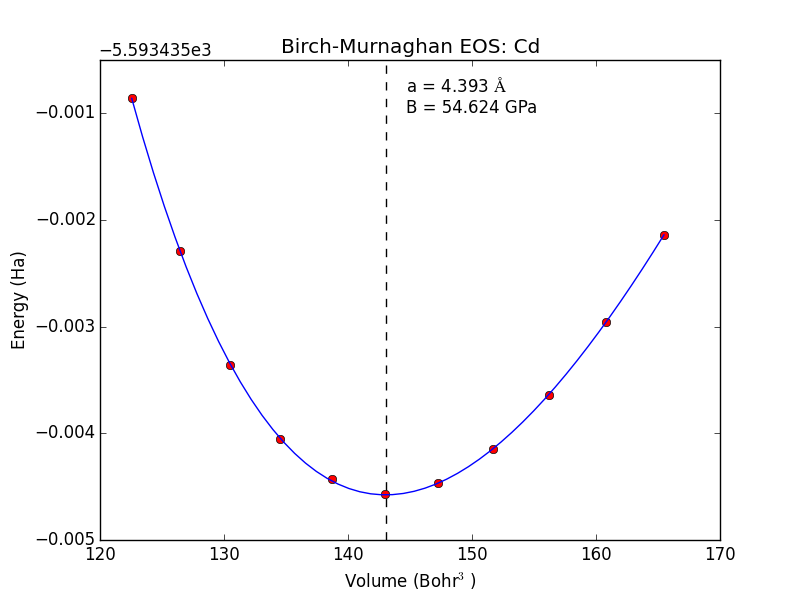 −5.593435e3
Birch-Murnaghan EOS: Cd
a = 4.393 Å
B = 54.624 GPa
−0.001
−0.002
−0.003
−0.004
−0.005
Energy (Ha)
120 130 140 150 160 170
Volume (Bohr³ )